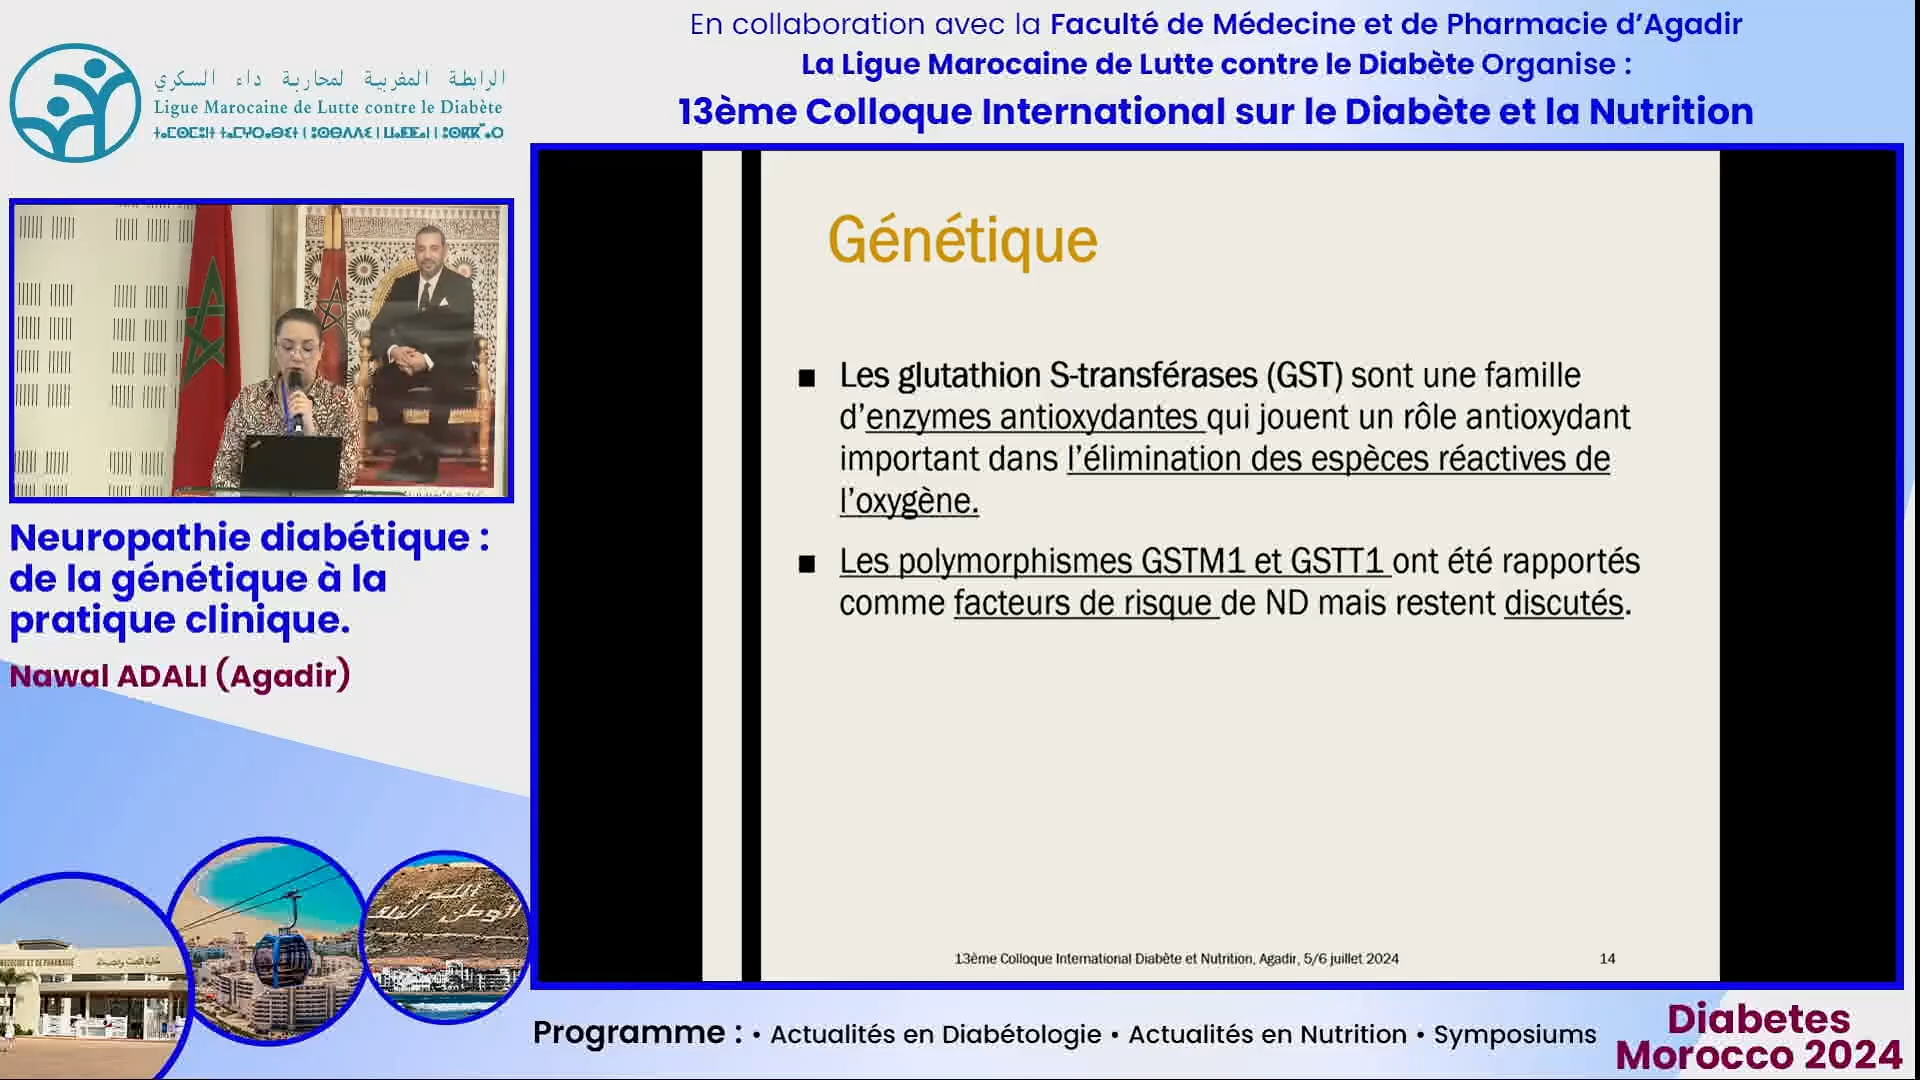 En collaboration avec la Faculté de Médecine et de Pharmacie d’Agadir
La Ligue Marocaine de Lutte contre le Diabète Organise :
13ème Colloque International sur le Diabète et la Nutrition
الرابطة المغربية لمحاربة داء السكري
Ligue Marocaine de Lutte contre le Diabète
Neuropathie diabétique :
de la génétique à la
pratique clinique.
Nawal ADALI (Agadir)
Génétique
■ Les glutathion S-transférases (GST) sont une famille
d’enzymes antioxydantes qui jouent un rôle antioxydant
important dans l’élimination des espèces réactives de
l’oxygène.
■ Les polymorphismes GSTM1 et GSTT1 ont été rapportés
comme facteurs de risque de ND mais restent discutés.
13ème Colloque International Diabète et Nutrition, Agadir, 5/6 juillet 2024
14
الله
الوطن الملك
Programme : • Actualités en Diabétologie • Actualités en Nutrition • Symposiums
Diabetes
Morocco 2024